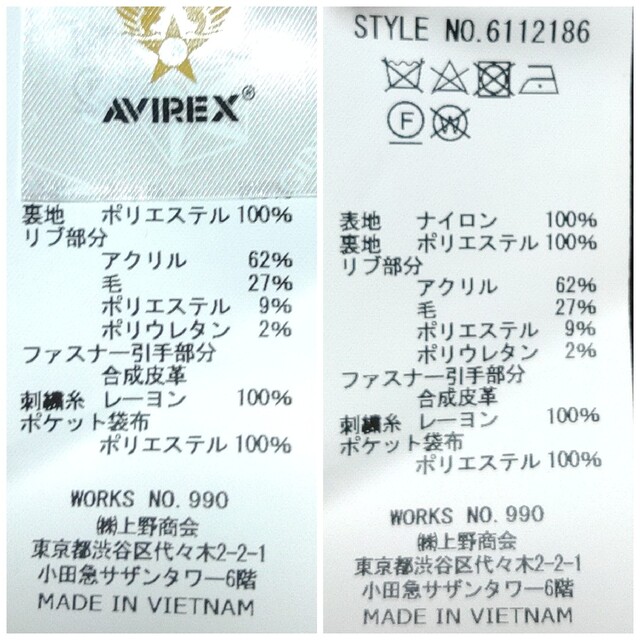 AVIREX®
裏地 ポリエステル 100%
リブ部分
アクリル 62%
毛 27%
ポリエステル 9%
ポリウレタン 2%
ファスナー引手部分
合成皮革
刺繍糸 レーヨン 100%
ポケット袋布
ポリエステル 100%
WORKS NO. 990
㈱上野商会
東京都渋谷区代々木2-2-1
小田急サザンタワー6階
MADE IN VIETNAM
STYLE NO.6112186
F W
表地 ナイロン 100%
裏地 ポリエステル 100%
リブ部分
アクリル 62%
毛 27%
ポリエステル 9%
ポリウレタン 2%
ファスナー引手部分
合成皮革
刺繍糸 レーヨン 100%
ポケット袋布
ポリエステル 100%
WORKS NO. 990
㈱上野商会
東京都渋谷区代々木2-2-1
小田急サザンタワー6階
MADE IN VIETNAM